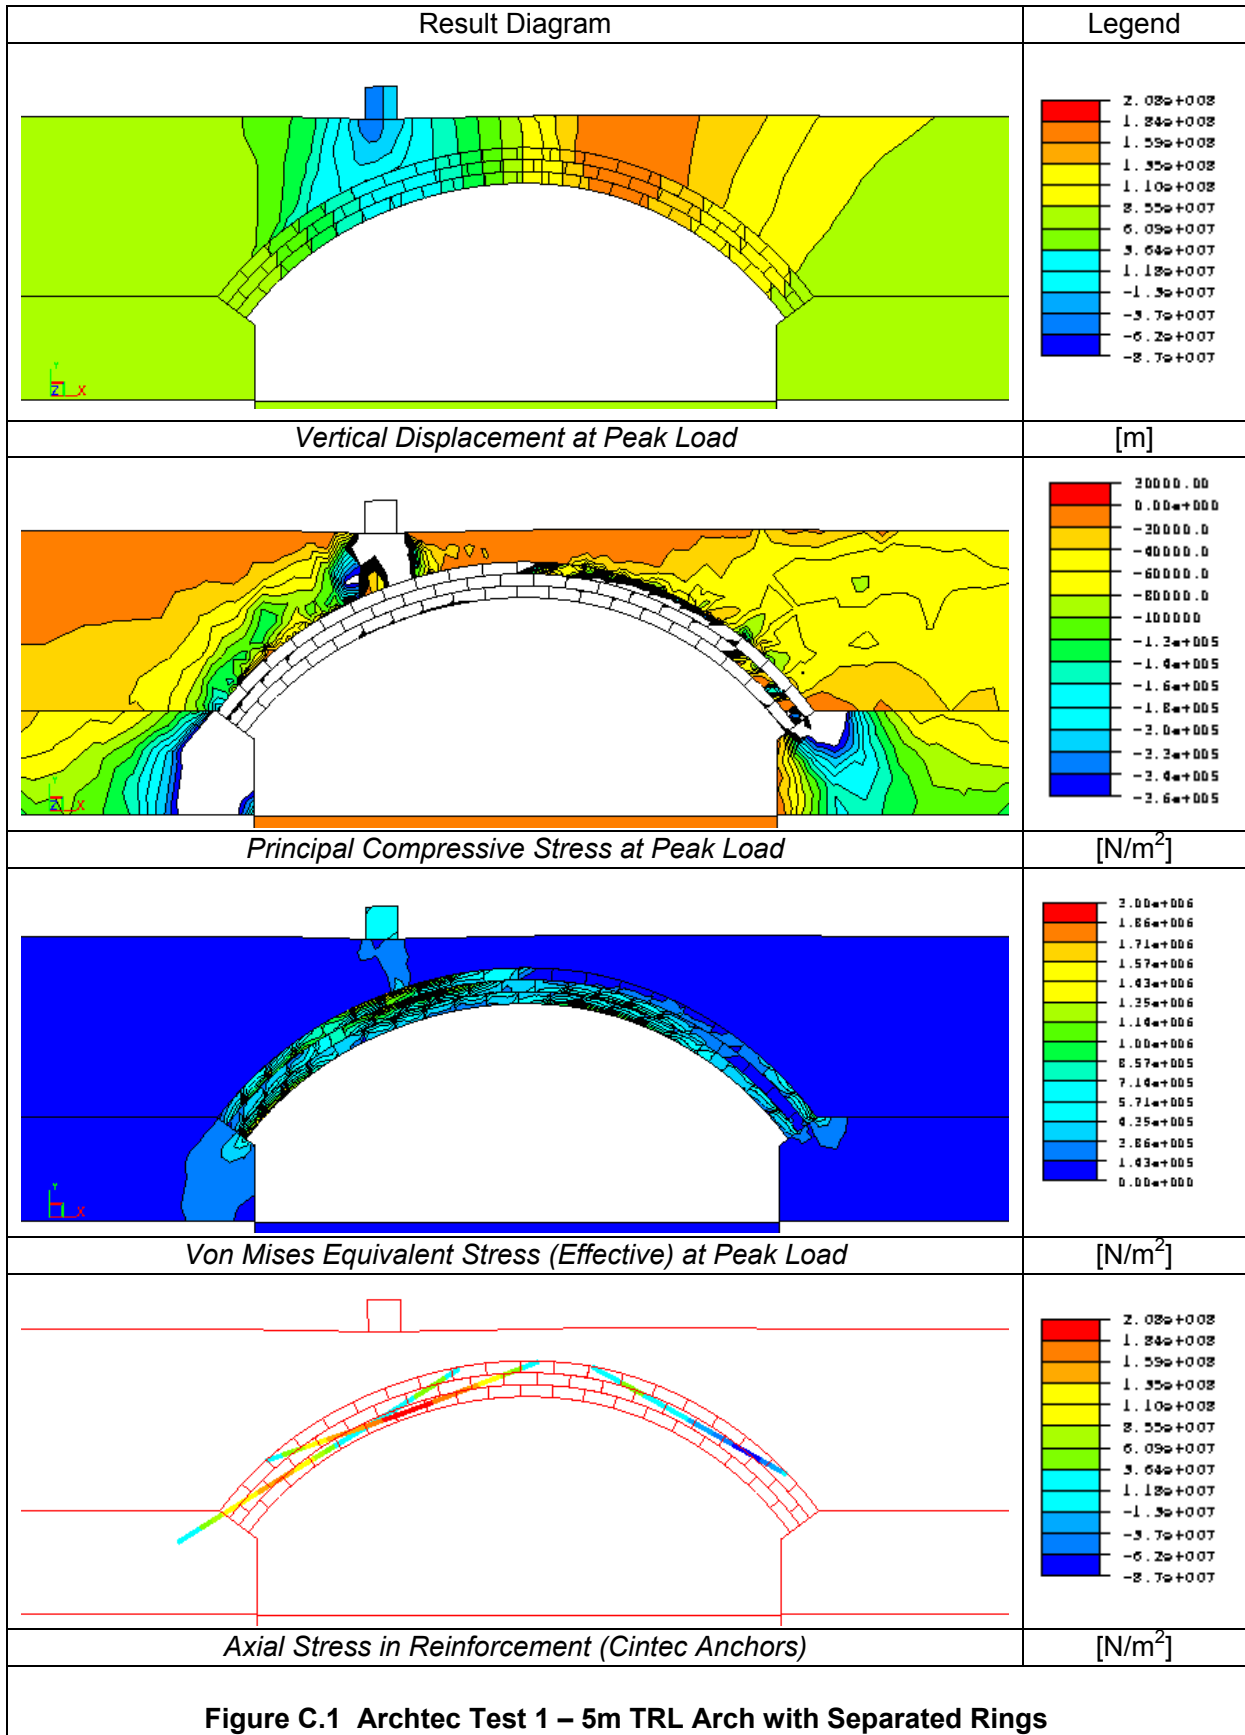 Result Diagram
Legend
2.08e+008
1.84e+008
1.59e+008
1.35e+008
1.10e+008
8.55e+007
6.09e+007
3.64e+007
1.18e+007
-1.3e+007
-3.7e+007
-6.2e+007
-8.7e+007
Y
Z X
Vertical Displacement at Peak Load
[m]
20000.00
0.00e+000
-20000.0
-40000.0
-60000.0
-80000.0
-100000
-1.2e+005
-1.4e+005
-1.6e+005
-1.8e+005
-2.0e+005
-2.2e+005
-2.4e+005
-2.6e+005
Y
Z X
Principal Compressive Stress at Peak Load
[N/m²]
2.00e+006
1.86e+006
1.71e+006
1.57e+006
1.43e+006
1.29e+006
1.14e+006
1.00e+006
8.57e+005
7.14e+005
5.71e+005
4.29e+005
2.86e+005
1.43e+005
0.00e+000
Y
X
Von Mises Equivalent Stress (Effective) at Peak Load
[N/m²]
2.08e+008
1.84e+008
1.59e+008
1.35e+008
1.10e+008
8.55e+007
6.09e+007
3.64e+007
1.18e+007
-1.3e+007
-3.7e+007
-6.2e+007
-8.7e+007
Axial Stress in Reinforcement (Cintec Anchors)
[N/m²]
Figure C.1 Archtec Test 1 – 5m TRL Arch with Separated Rings